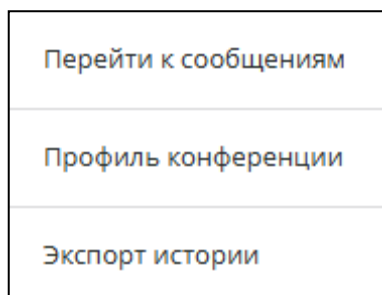 Перейти к сообщениям
Профиль конференции
Экспорт истории